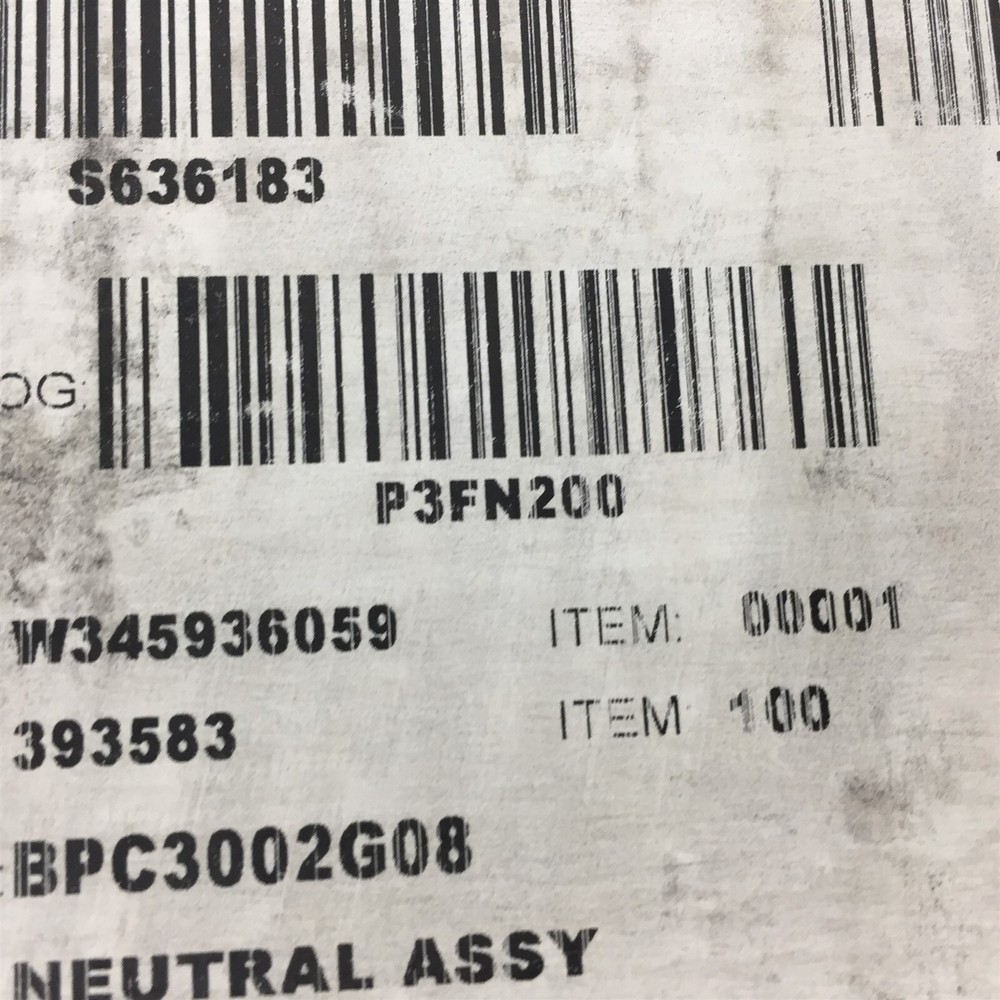 S636183
OG:
P3FN200
W345936059 ITEM: 00001
393583 ITEM 100
BPC3002G08
NEUTRAL ASSY